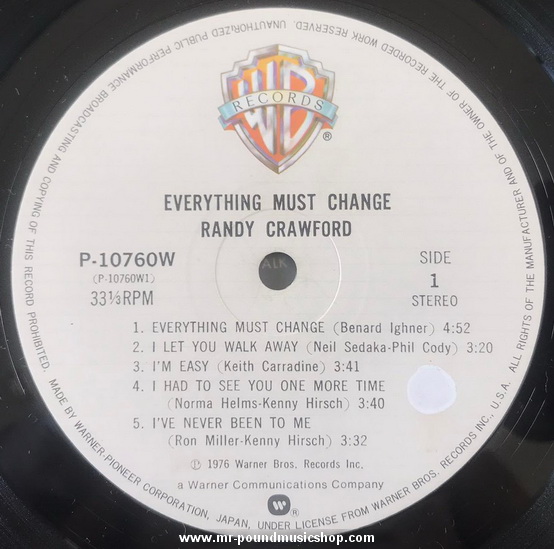 UNAUTHORIZED PUBLIC PERFORMANCE BROADCASTING AND COPYING OF THIS RECORD PROHIBITED.
ALL RIGHTS OF THE MANUFACTURER AND OF THE OWNER OF THE RECORDED WORK RESERVED.
WB
RECORDS
®
EVERYTHING MUST CHANGE
RANDY CRAWFORD
P-10760W
(P-10760W1)
33⅓RPM
SIDE
1
STEREO
1. EVERYTHING MUST CHANGE (Benard Ighner) 4:52
2. I LET YOU WALK AWAY (Neil Sedaka-Phil Cody) 3:20
3. I'M EASY (Keith Carradine) 3:41
4. I HAD TO SEE YOU ONE MORE TIME
(Norma Helms-Kenny Hirsch) 3:40
5. I'VE NEVER BEEN TO ME
(Ron Miller-Kenny Hirsch) 3:32
℗ 1976 Warner Bros. Records Inc.
a Warner Communications Company
®
MADE BY WARNER-PIONEER CORPORATION, JAPAN, UNDER LICENSE FROM WARNER BROS. RECORDS INC., U.S.A.
www.mr-poundmusicshop.com